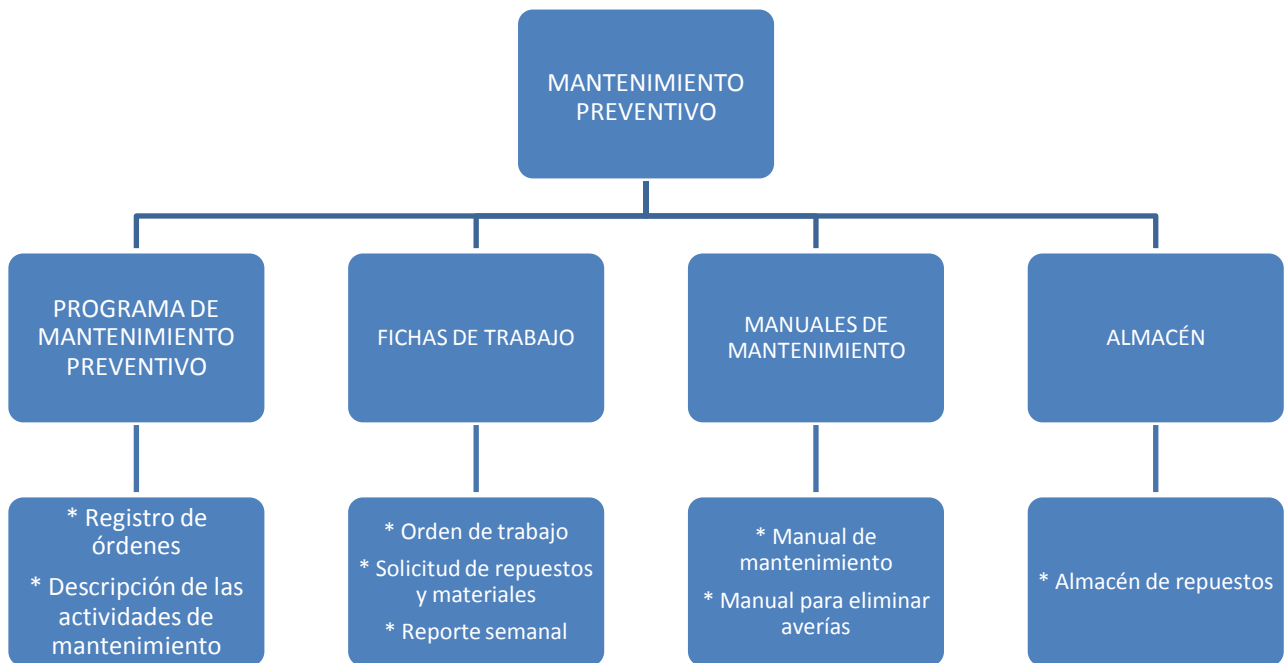 MANTENIMIENTO
PREVENTIVO
PROGRAMA DE
MANTENIMIENTO
PREVENTIVO
FICHAS DE TRABAJO
MANUALES DE
MANTENIMIENTO
ALMACÉN
* Registro de
órdenes
* Descripción de las
actividades de
mantenimiento
* Orden de trabajo
* Solicitud de repuestos
y materiales
* Reporte semanal
* Manual de
mantenimiento
* Manual para eliminar
averías
* Almacén de repuestos